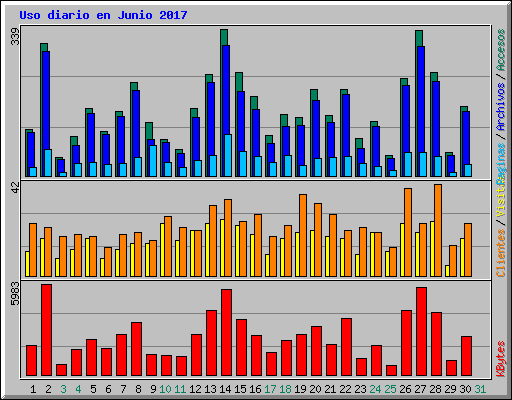 Uso diario en Junio 2017
339
42
5983
Accesos / Archivos / Paginas
Clientes / Visitas
KBytes
1 2 3 4 5 6 7 8 9 10 11 12 13 14 15 16 17 18 19 20 21 22 23 24 25 26 27 28 29 30 31